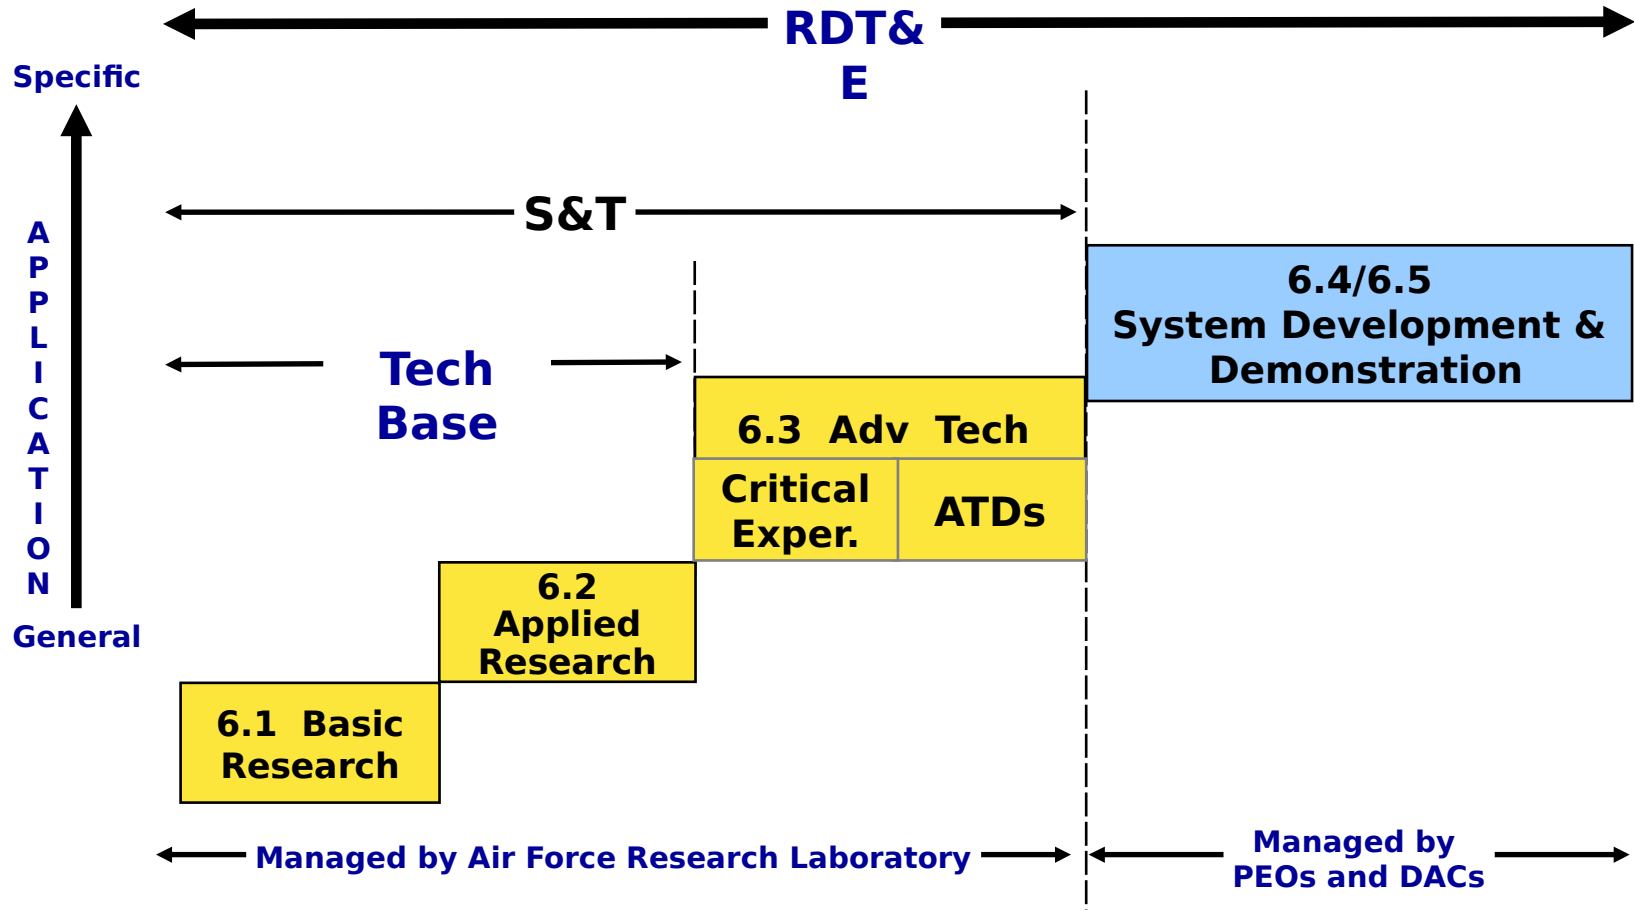 RDT&
E
Specific
S&T
A
P
P
L
I
C
A
T
I
O
N
6.4/6.5
System Development &
Demonstration
Tech
Base
6.3 Adv Tech
Critical
Exper.
ATDs
6.2
Applied
Research
General
6.1 Basic
Research
Managed by Air Force Research Laboratory
Managed by
PEOs and DACs